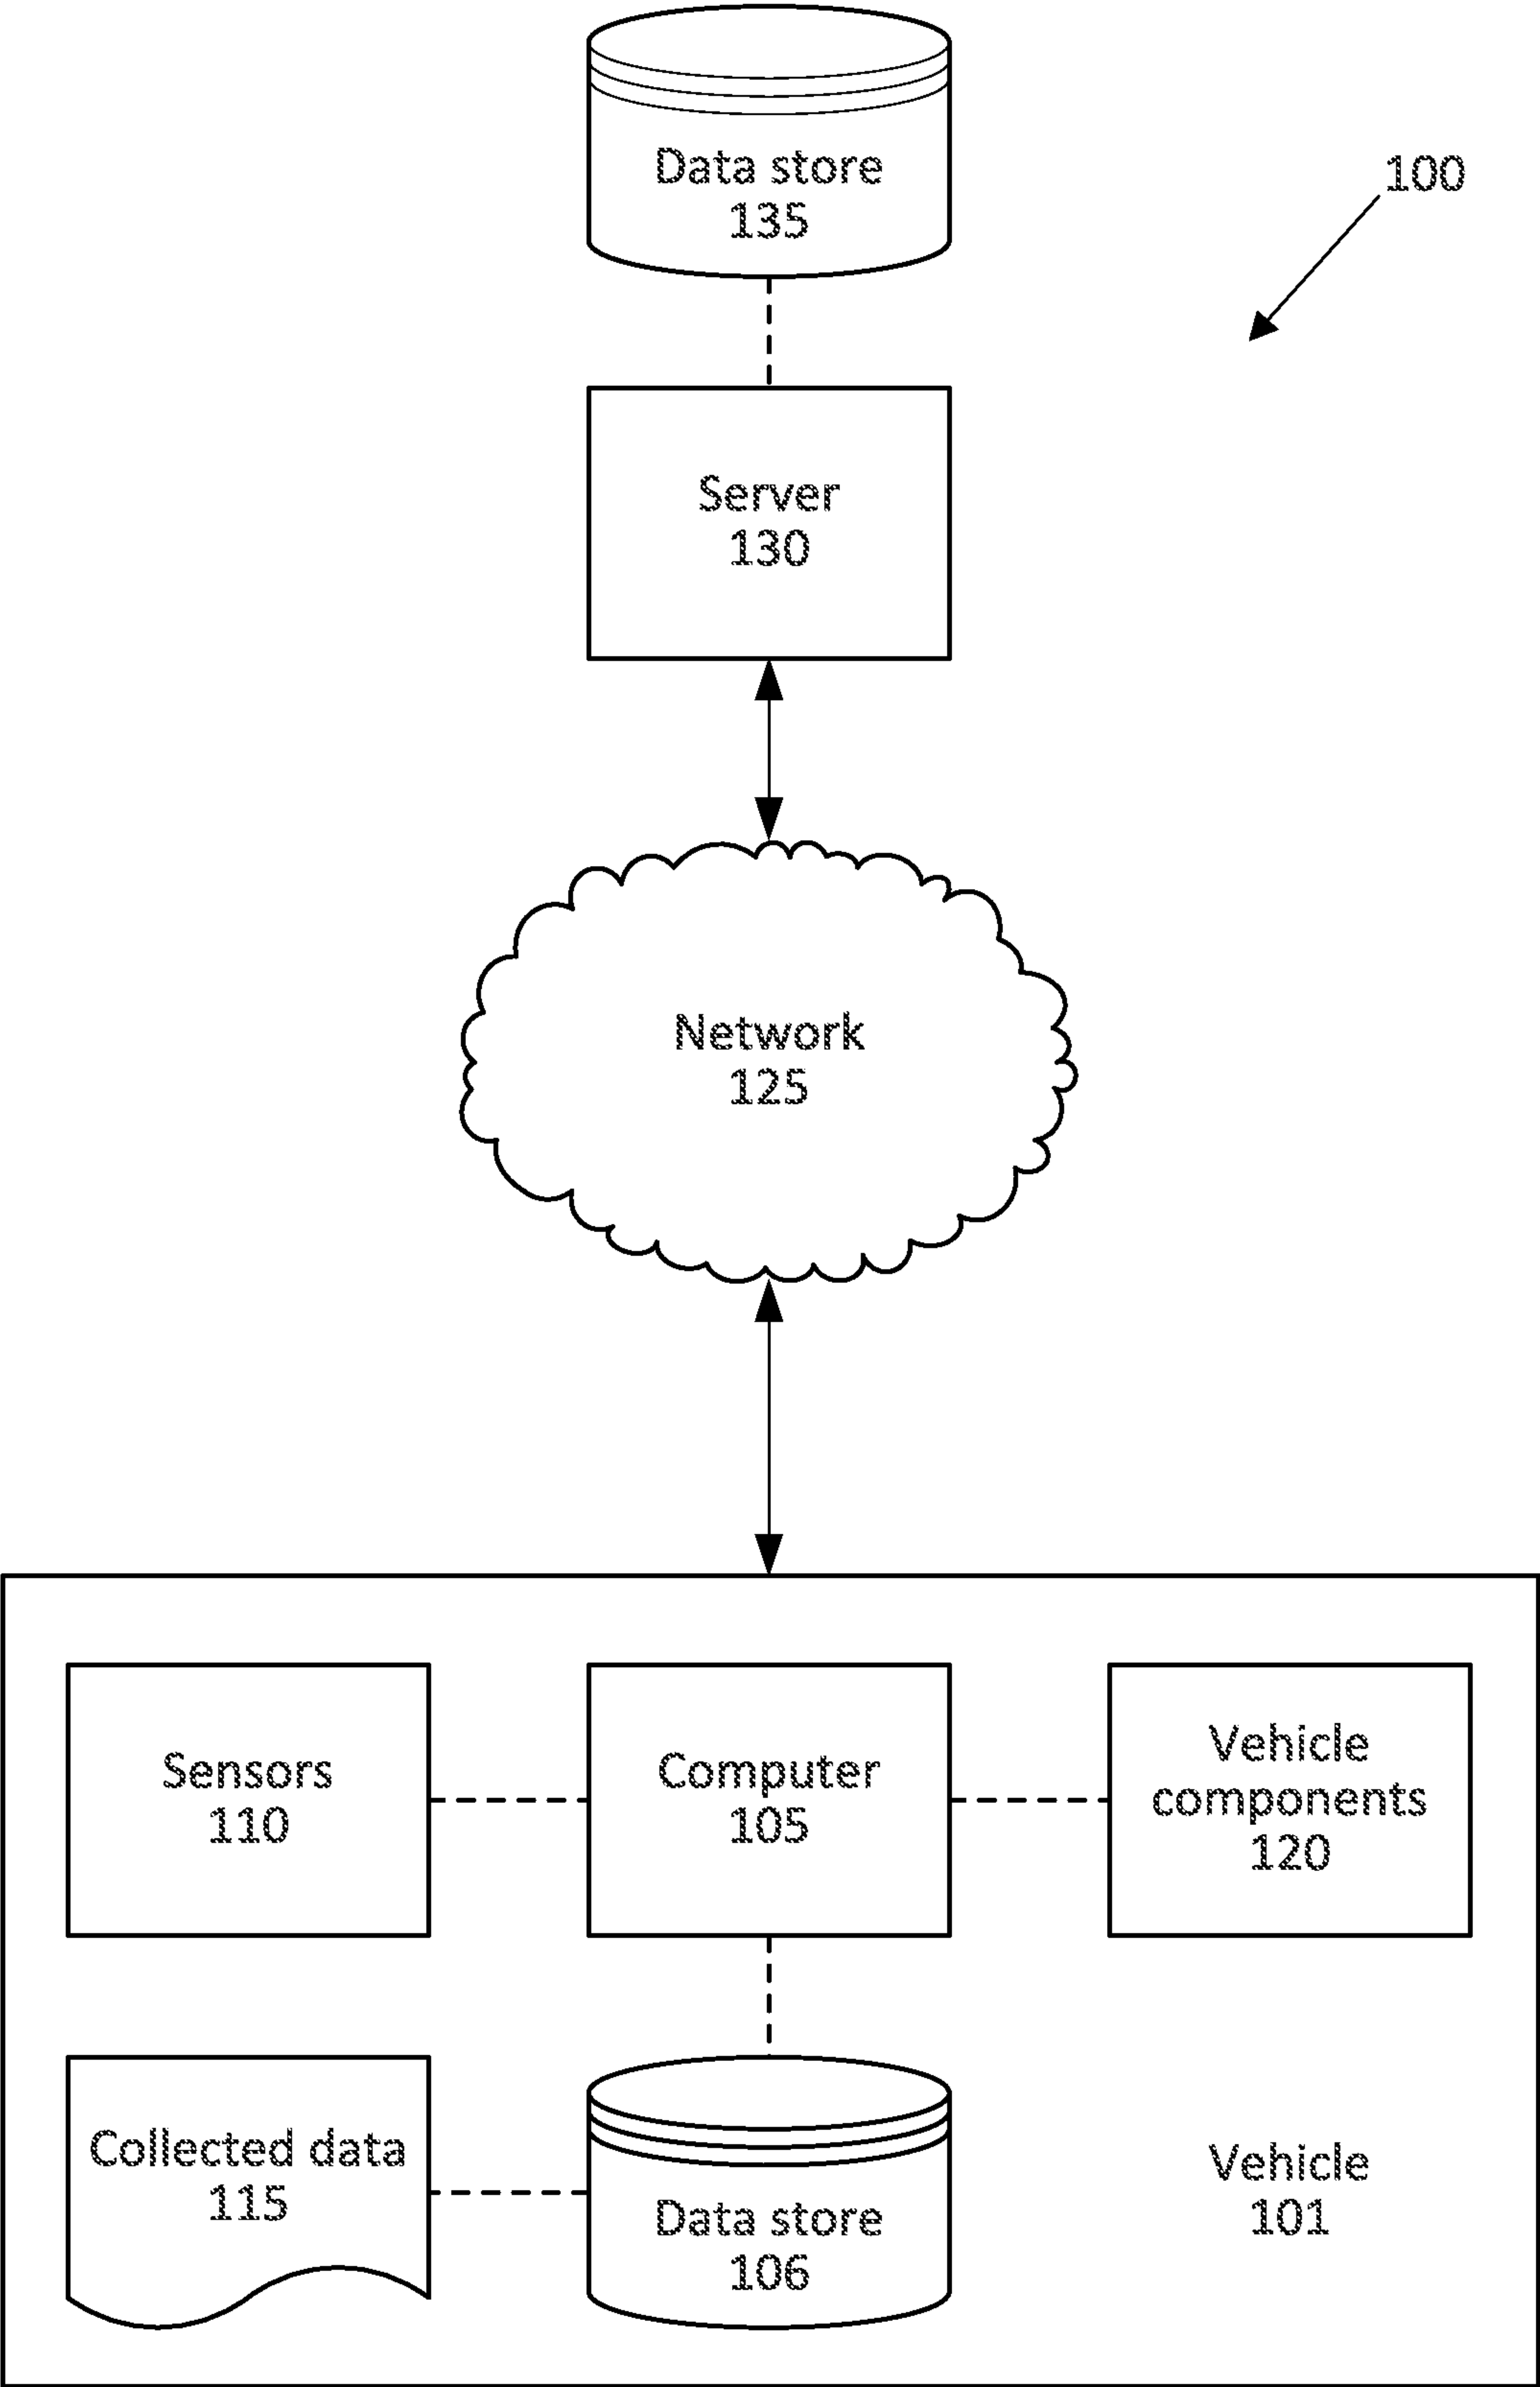 Data store
135
100
Server
130
Network
125
Sensors
110
Computer
105
Vehicle
components
120
Collected data
115
Data store
106
Vehicle
101